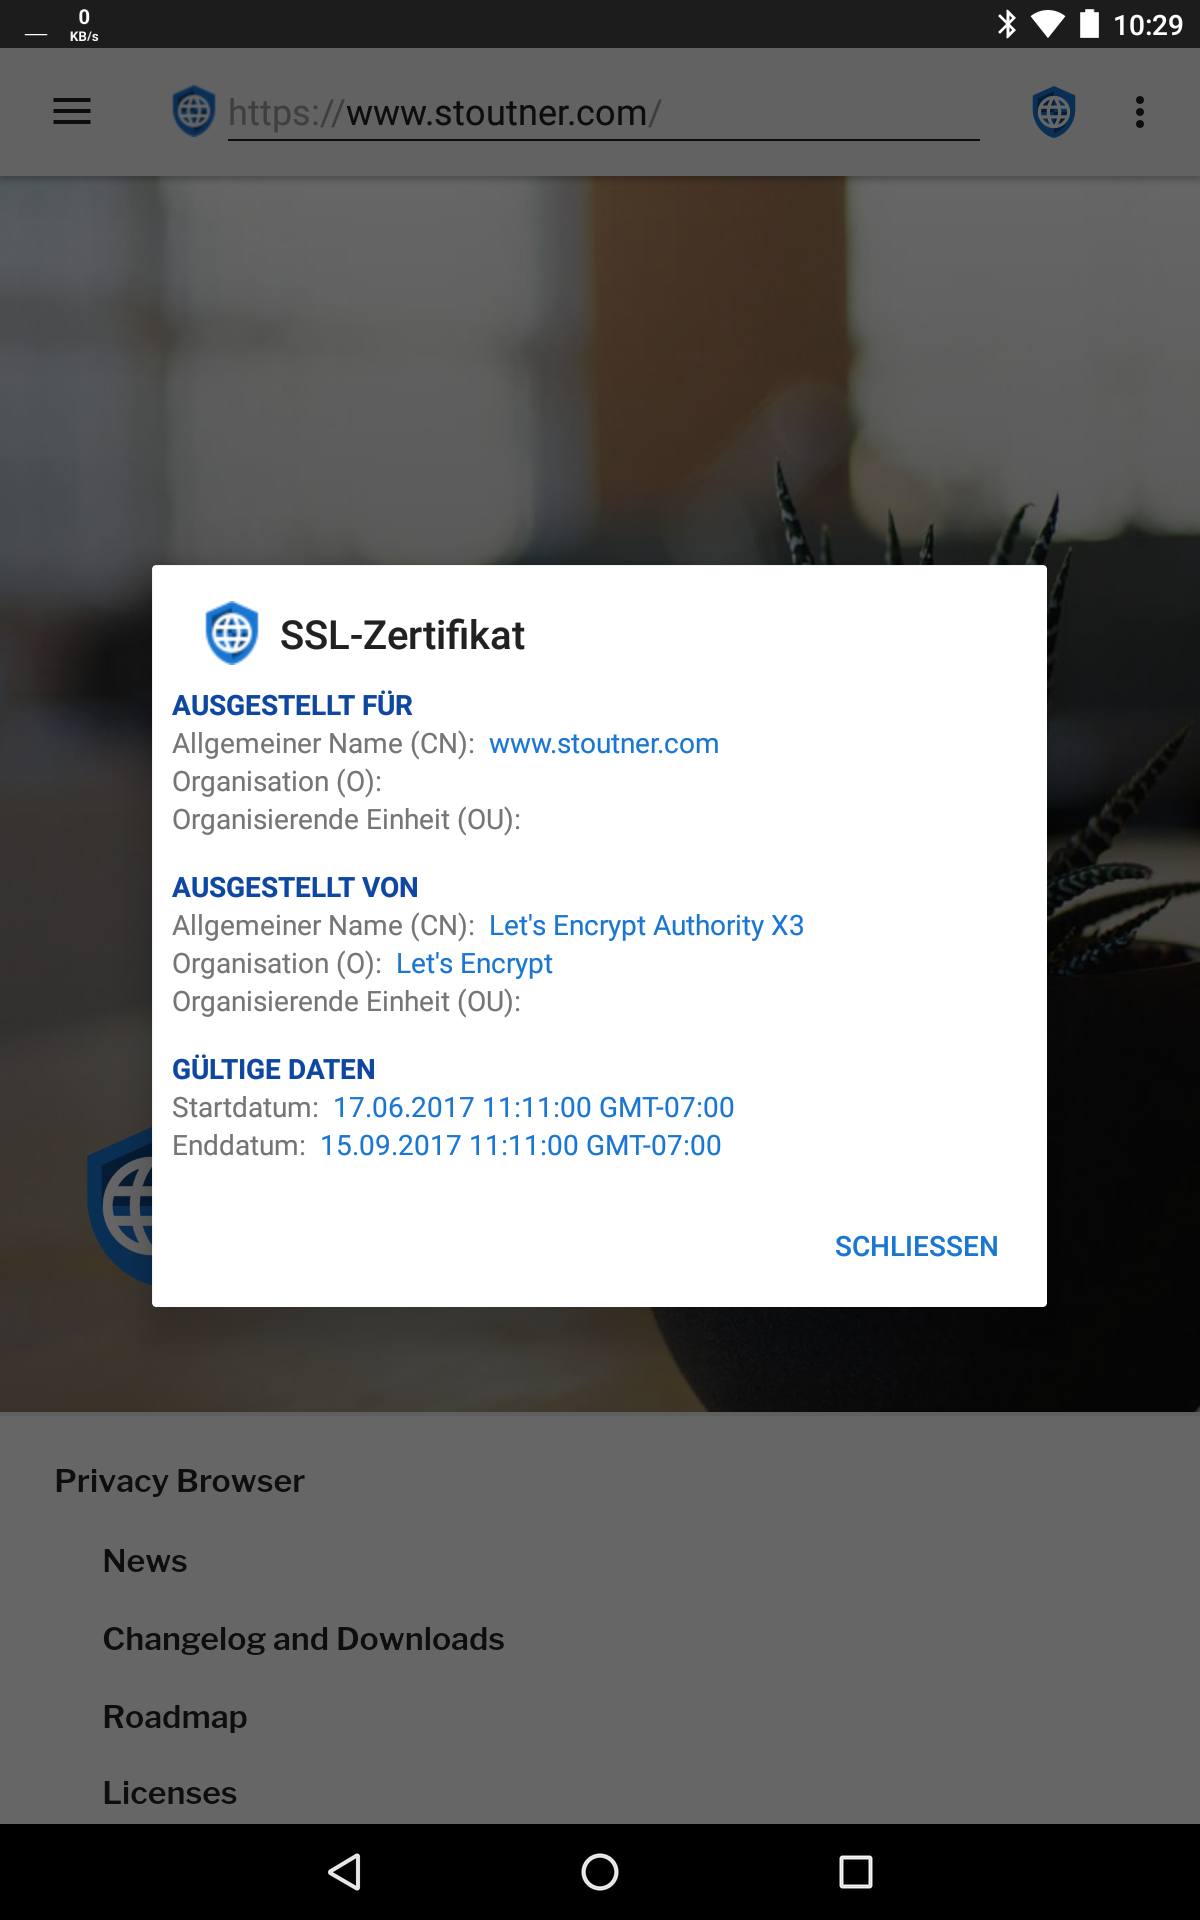 0
KB/s
10:29
https://www.stoutner.com/
SSL-Zertifikat
AUSGESTELLT FÜR
Allgemeiner Name (CN): www.stoutner.com
Organisation (O):
Organisierende Einheit (OU):
AUSGESTELLT VON
Allgemeiner Name (CN): Let's Encrypt Authority X3
Organisation (O): Let's Encrypt
Organisierende Einheit (OU):
GÜLTIGE DATEN
Startdatum: 17.06.2017 11:11:00 GMT-07:00
Enddatum: 15.09.2017 11:11:00 GMT-07:00
SCHLIESSEN
Privacy Browser
News
Changelog and Downloads
Roadmap
Licenses